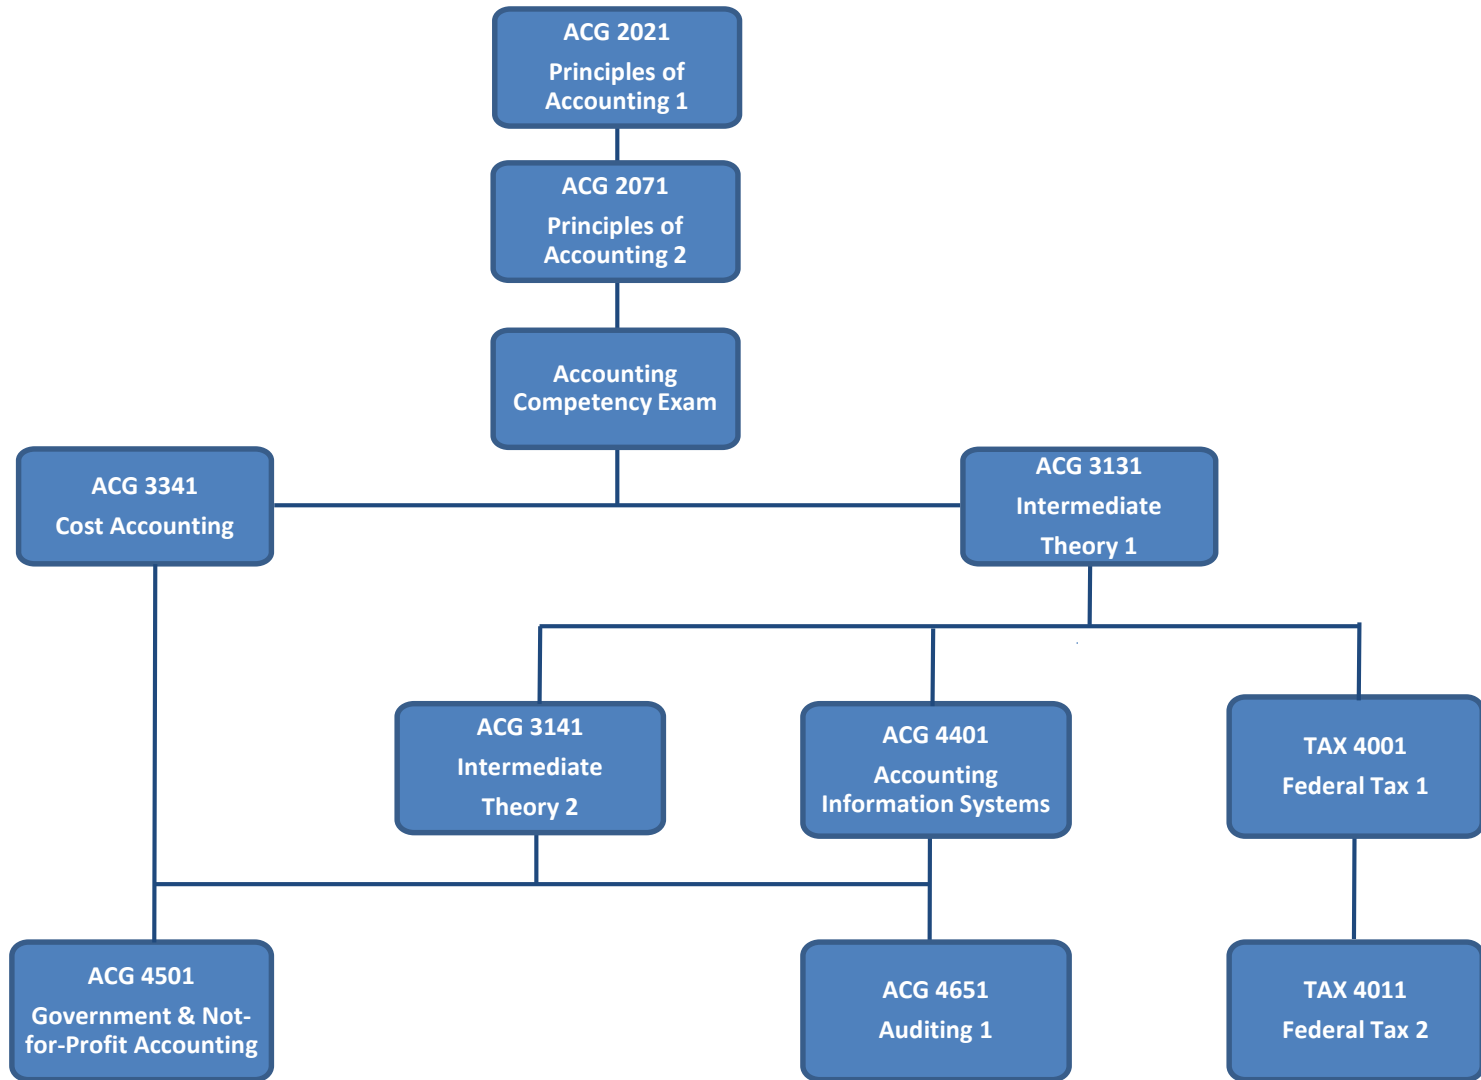 ACG 2021
Principles of
Accounting 1
ACG 2071
Principles of
Accounting 2
Accounting
Competency Exam
ACG 3341
Cost Accounting
ACG 3131
Intermediate
Theory 1
ACG 3141
Intermediate
Theory 2
ACG 4401
Accounting
Information Systems
TAX 4001
Federal Tax 1
ACG 4501
Government & Not-
for-Profit Accounting
ACG 4651
Auditing 1
TAX 4011
Federal Tax 2